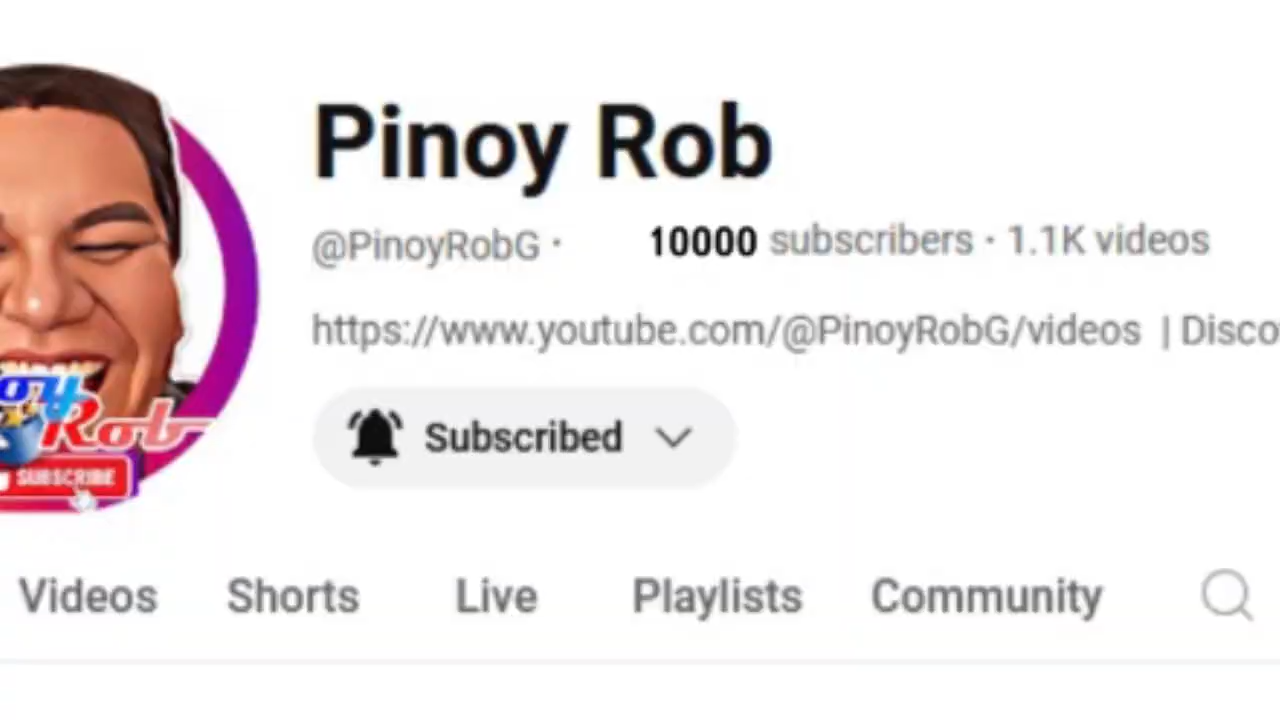 Pinoy Rob
@PinoyRobG · 10000 subscribers · 1.1K videos
https://www.youtube.com/@PinoyRobG/videos | Disco
Subscribed
oy
Rob
SUBSCRIBE
Videos Shorts Live Playlists Community